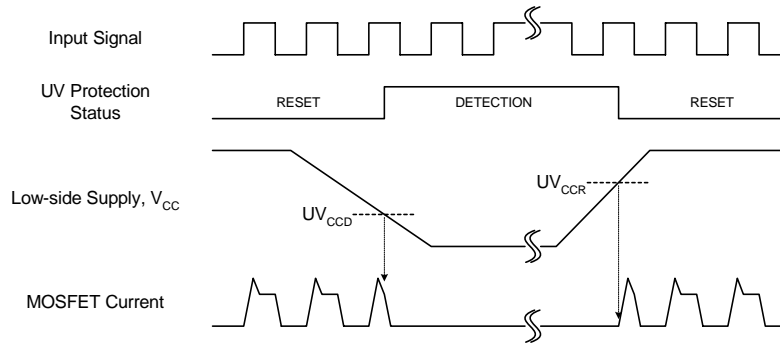 Input Signal
UV Protection
Status
RESET
DETECTION
RESET
Low-side Supply, VCC
UVCCD
UVCCR
MOSFET Current